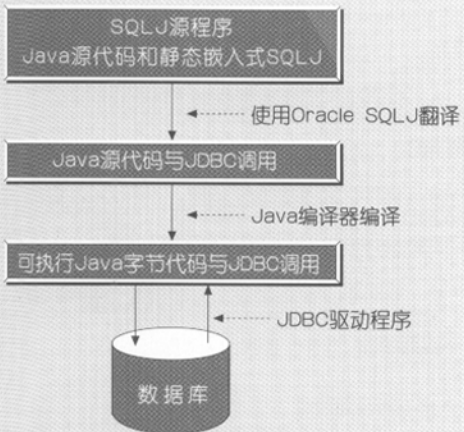 SQLJ源程序
Java源代码和静态嵌入式SQLJ
使用Oracle SQLJ翻译
Java源代码与JDBC调用
Java编译器编译
可执行Java字节代码与JDBC调用
JDBC驱动程序
数据库